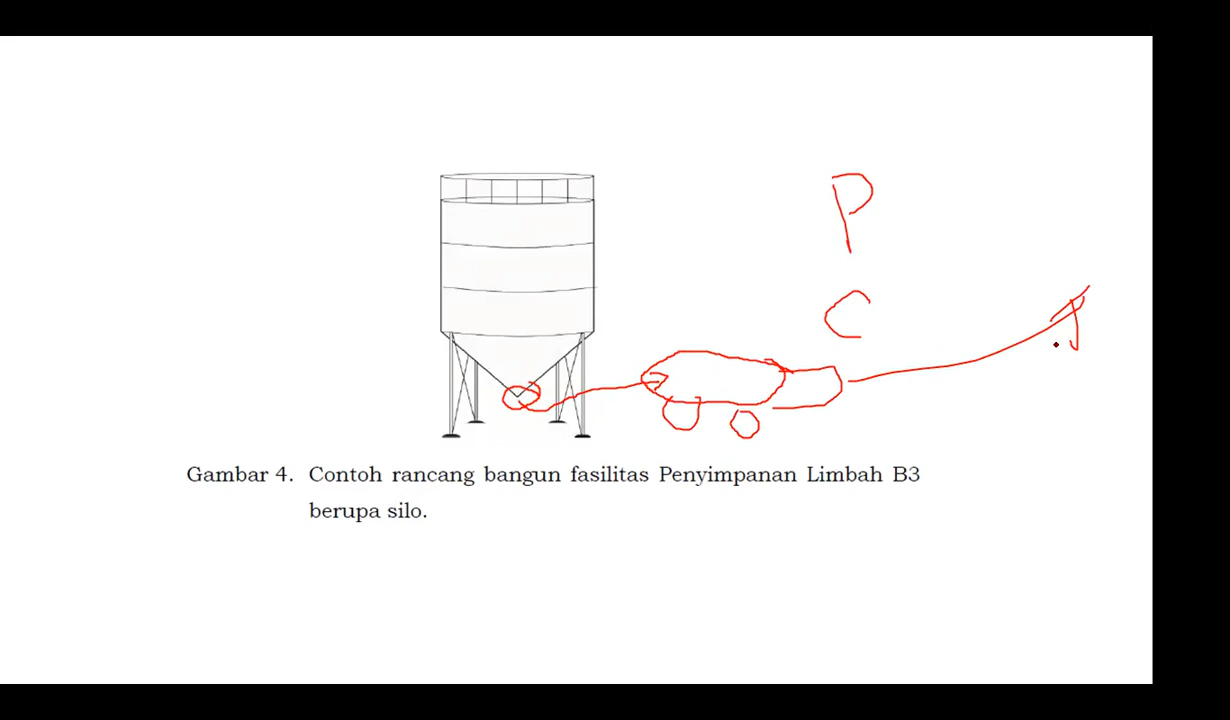 P
C
Gambar 4. Contoh rancang bangun fasilitas Penyimpanan Limbah B3
berupa silo.